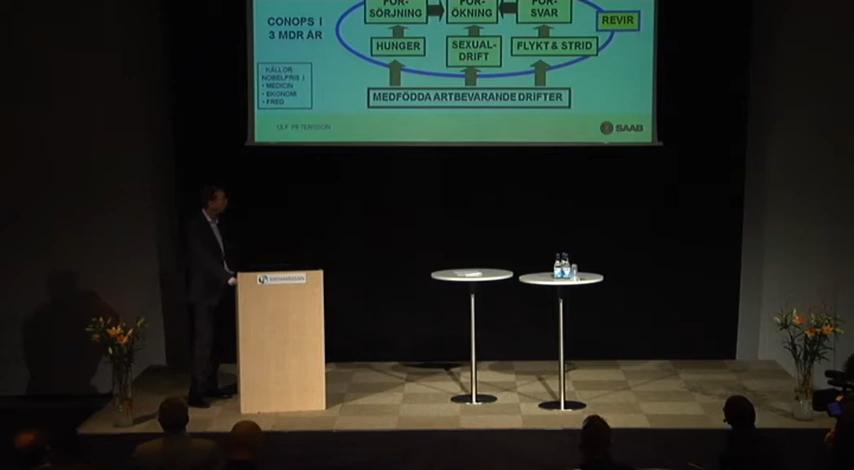 FÖR-
SÖRJNING
FÖR-
ÖKNING
FÖR-
SVAR
REVIR
CONOPS I
3 MDR ÅR
HUNGER
SEXUAL-
DRIFT
FLYKT & STRID
KÄLLOR
NOBELPRIS I
• MEDICIN
• EKONOMI
• FRED
MEDFÖDDA ARTBEVARANDE DRIFTER
ULF PETERSSON
SAAB